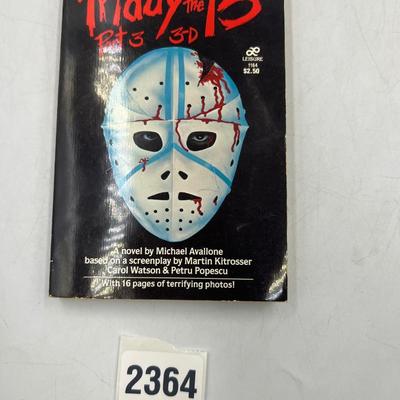 Friday the 13
Part 3 3-D
LEISURE
1164
$2.50
A novel by Michael Avallone
based on a screenplay by Martin Kitrosser
Carol Watson & Petru Popescu
With 16 pages of terrifying photos!
2364